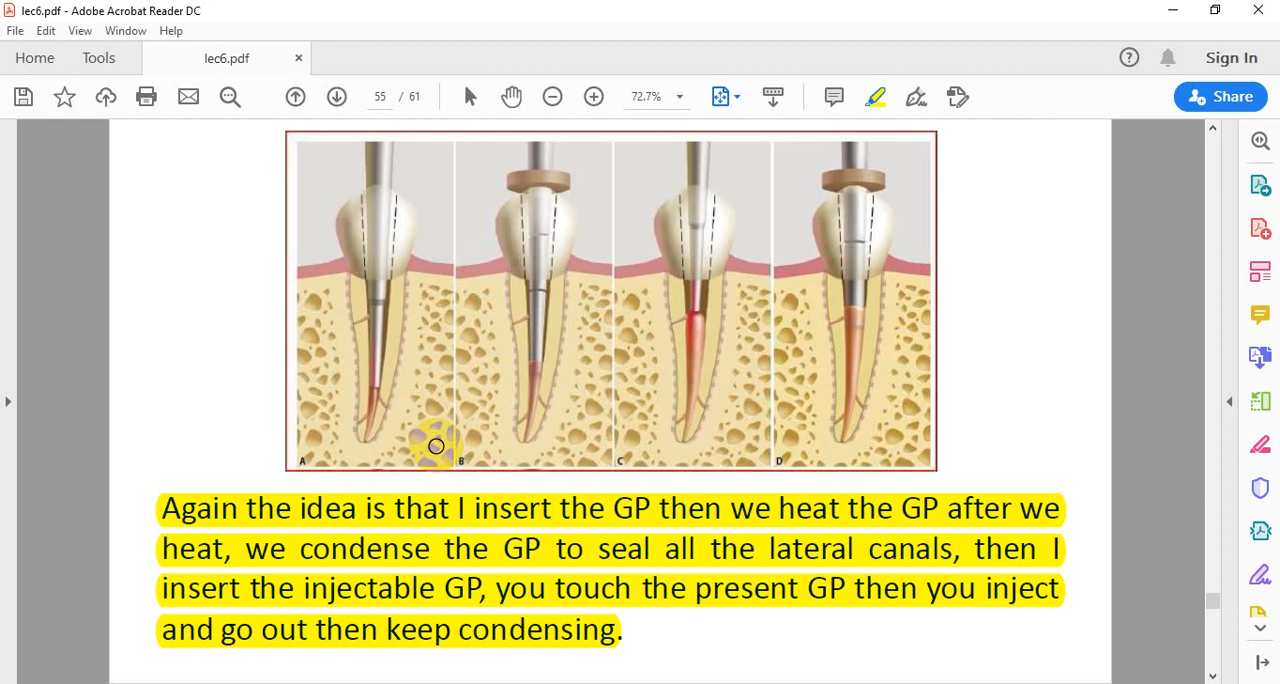 lec6.pdf - Adobe Acrobat Reader DC
File Edit View Window Help
Home Tools lec6.pdf × Sign In
55 / 61 72.7% Share
A B C D
Again the idea is that I insert the GP then we heat the GP after we
heat, we condense the GP to seal all the lateral canals, then I
insert the injectable GP, you touch the present GP then you inject
and go out then keep condensing.